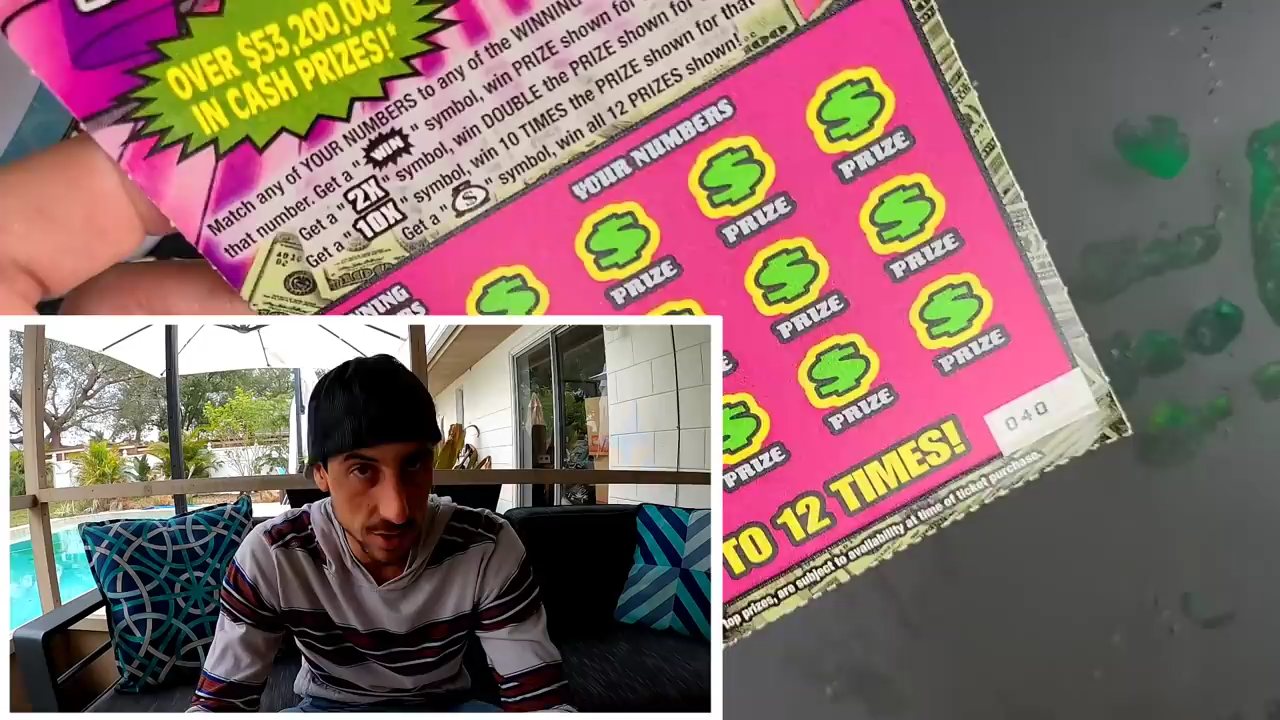 OVER $53,200,000
IN CASH PRIZES!*
Match any of YOUR NUMBERS to any of the WINNING
that number. Get a "WIN" symbol, win PRIZE shown for
Get a "2X" symbol, win DOUBLE the PRIZE shown for
Get a "10X" symbol, win 10 TIMES the PRIZE shown for that
Get a " " symbol, win all 12 PRIZES shown!
YOUR NUMBERS
$ $ $ $
PRIZE PRIZE PRIZE
$ $
PRIZE PRIZE
$ $ $
PRIZE PRIZE PRIZE
TO 12 TIMES!
040
top prizes, are subject to availability at time of ticket purchase.